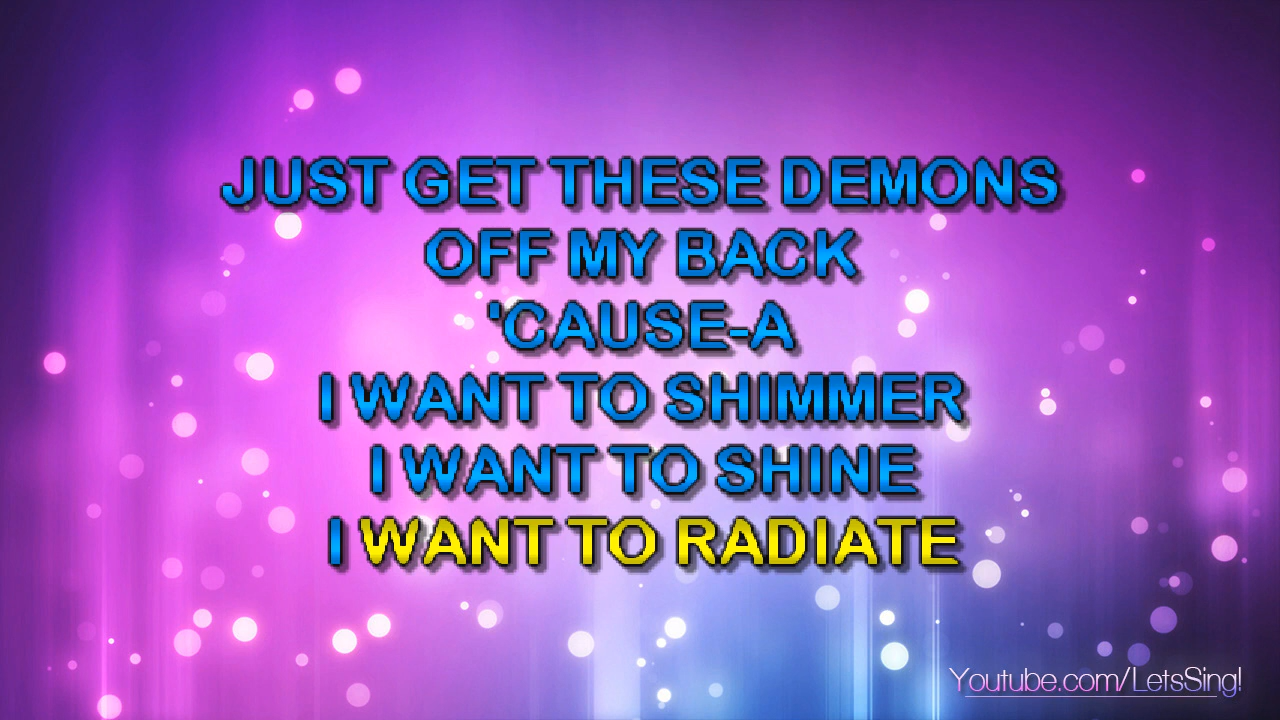 JUST GET THESE DEMONS
OFF MY BACK
'CAUSE-A
I WANT TO SHIMMER
I WANT TO SHINE
I WANT TO RADIATE
Youtube.com/LetsSing!